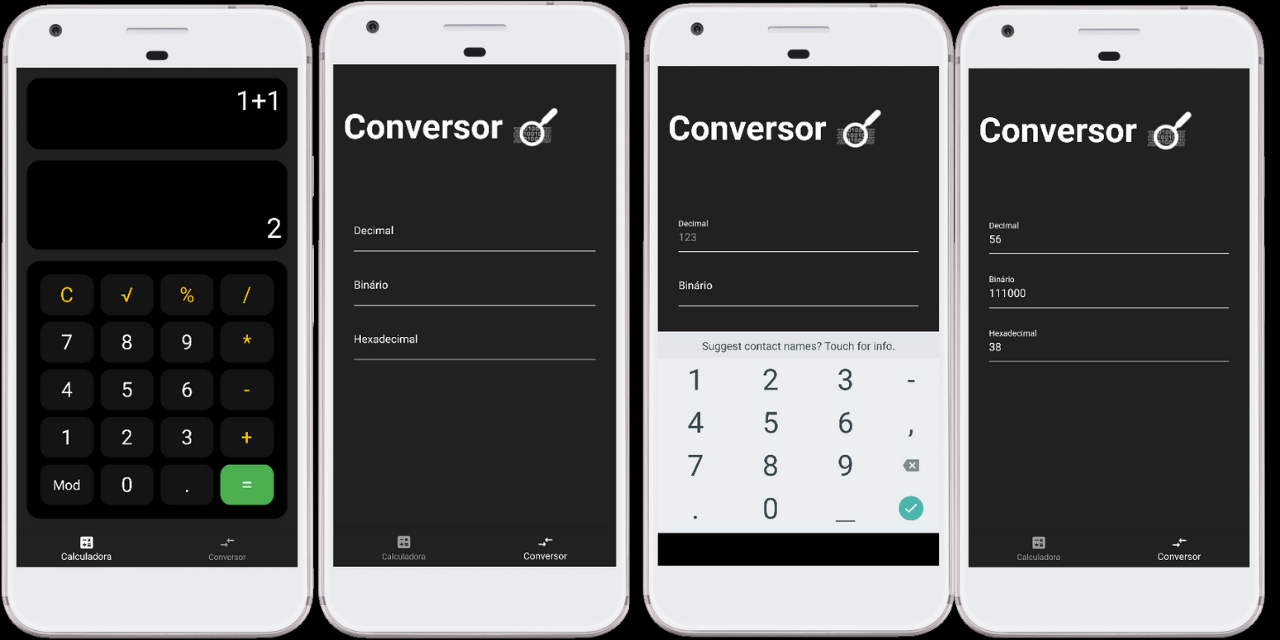 1+1
2
C √ % /
7 8 9 *
4 5 6 -
1 2 3 +
Mod 0 . =
Calculadora Conversor
Conversor
Decimal
Binário
Hexadecimal
Calculadora Conversor
Conversor
Decimal
123
Binário
Suggest contact names? Touch for info.
1 2 3 -
4 5 6 ,
7 8 9
. 0 _
Conversor
Decimal
56
Binário
111000
Hexadecimal
38
Calculadora Conversor